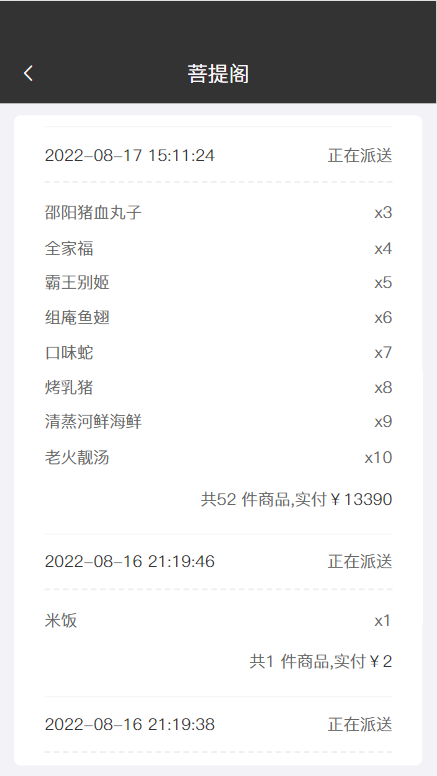 菩提阁
2022-08-17 15:11:24 正在派送
邵阳猪血丸子 x3
全家福 x4
霸王别姬 x5
组庵鱼翅 x6
口味蛇 x7
烤乳猪 x8
清蒸河鲜海鲜 x9
老火靓汤 x10
共52 件商品,实付￥13390
2022-08-16 21:19:46 正在派送
米饭 x1
共1 件商品,实付￥2
2022-08-16 21:19:38 正在派送